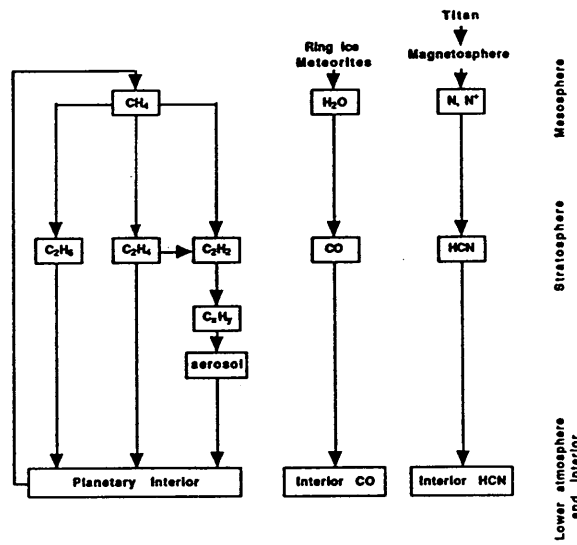 Titan
Ring Ice
Meteorites
Magnetosphere
CH₄
H₂O
N, N⁺
Mesosphere
C₂H₆
C₂H₄
C₂H₂
CO
HCN
Stratosphere
CₓHᵧ
aerosol
Planetary Interior
Interior CO
Interior HCN
Lower atmosphere
and Interior